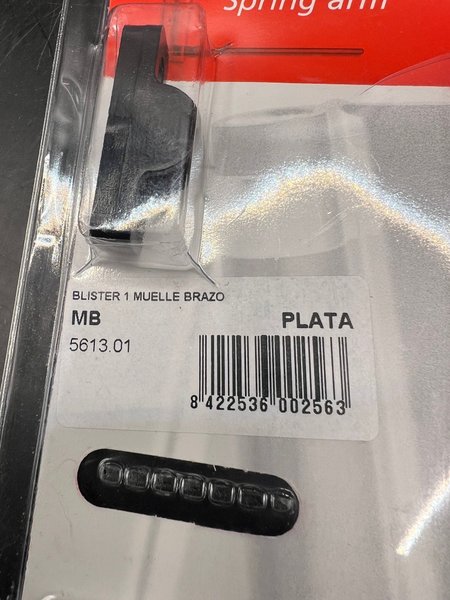 Spring arm
BLISTER 1 MUELLE BRAZO
MB PLATA
5613.01
8 422536 002563